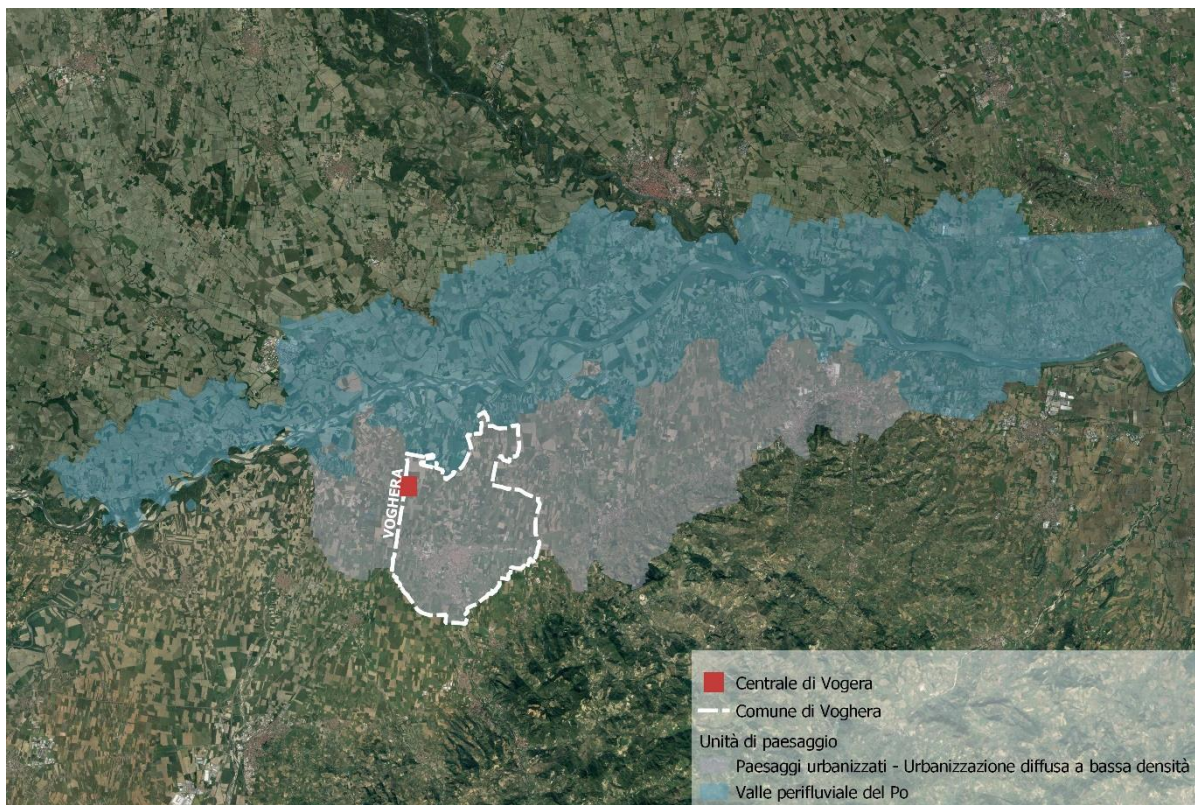 VOGHERA
Centrale di Vogera
Comune di Voghera
Unità di paesaggio
Paesaggi urbanizzati - Urbanizzazione diffusa a bassa densità
Valle perifluviale del Po